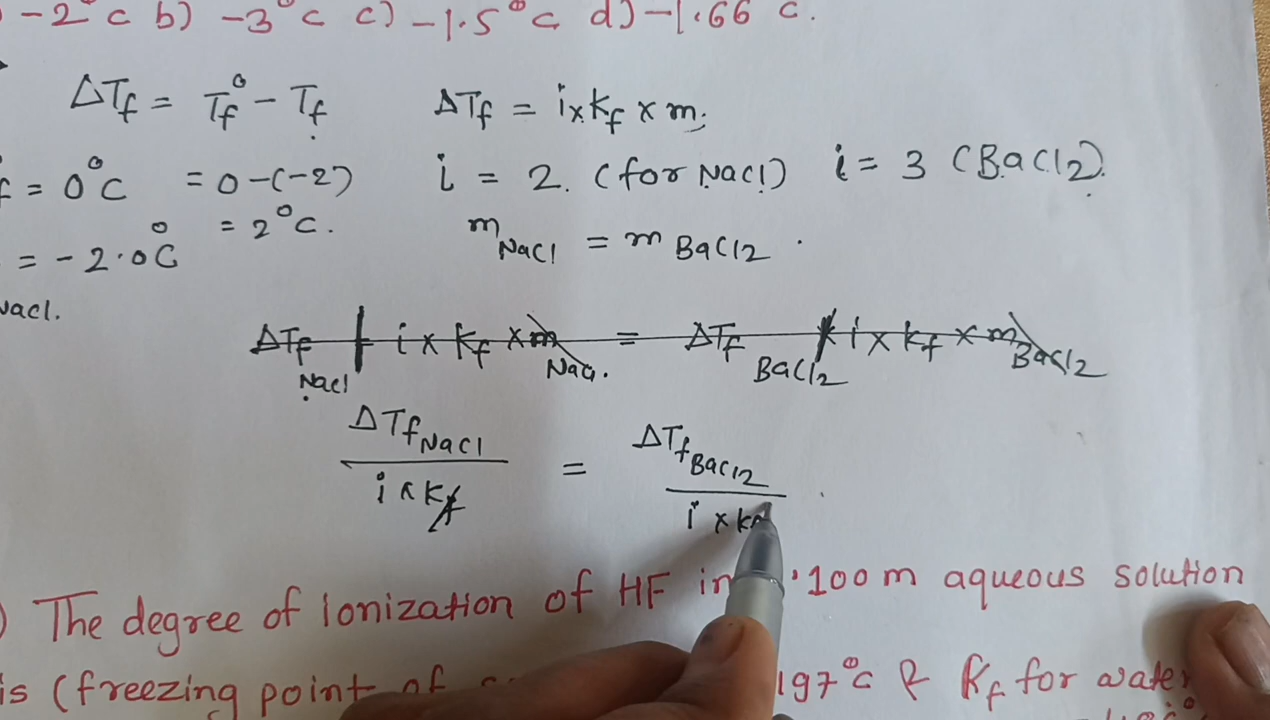 -2°C b) -3°C c) -1.5°C d) -1.66 C.
ΔTf = Tf° - Tf ΔTf = i x Kf x m.
f = 0°C = 0-(-2) i = 2. (for NaCl) i = 3 (BaCl2).
= 2°C. m NaCl = m BaCl2 .
= -2.0°C
Nacl.
ΔTf NaCl i x Kf x m NaCl. = ΔTf BaCl2 i x Kf x m BaCl2
ΔTf NaCl = ΔTf BaCl2
i x Kf i x K
) The degree of Ionization of HF in .100 m aqueous solution
is (freezing point of 197°C & Kf for water